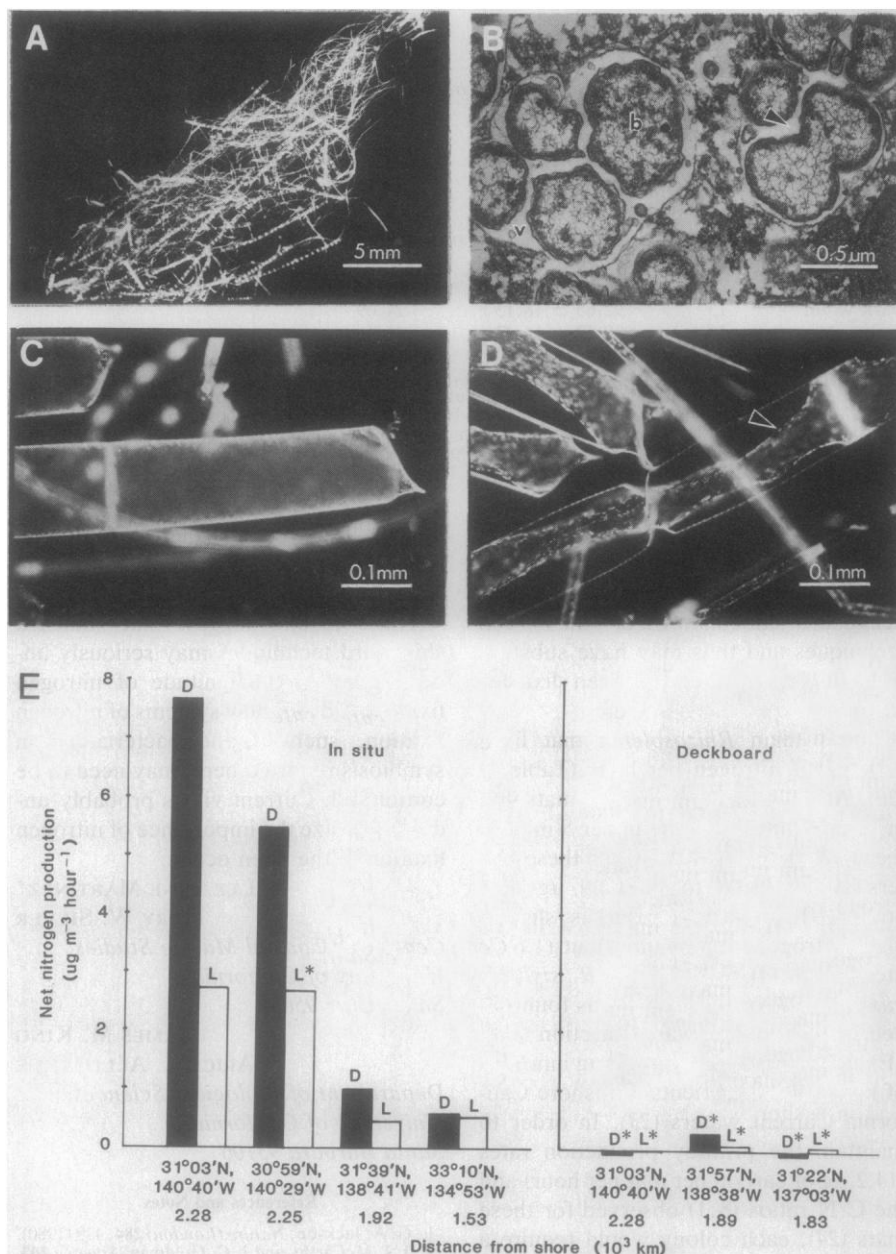 A
5 mm
B
b
v
0.5µm
C
0.1mm
D
0.1mm
E
In situ
Deckboard
Net nitrogen production
(ug m⁻³ hour⁻¹)
8
6
4
2
0
D
L
D
L*
D
L
D
L
D* L*
D*
L*
D* L*
31°03'N, 140°40'W 2.28
30°59'N, 140°29'W 2.25
31°39'N, 138°41'W 1.92
33°10'N, 134°53'W 1.53
31°03'N, 140°40'W 2.28
31°57'N, 138°38'W 1.89
31°22'N, 137°03'W 1.83
Distance from shore (10³ km)